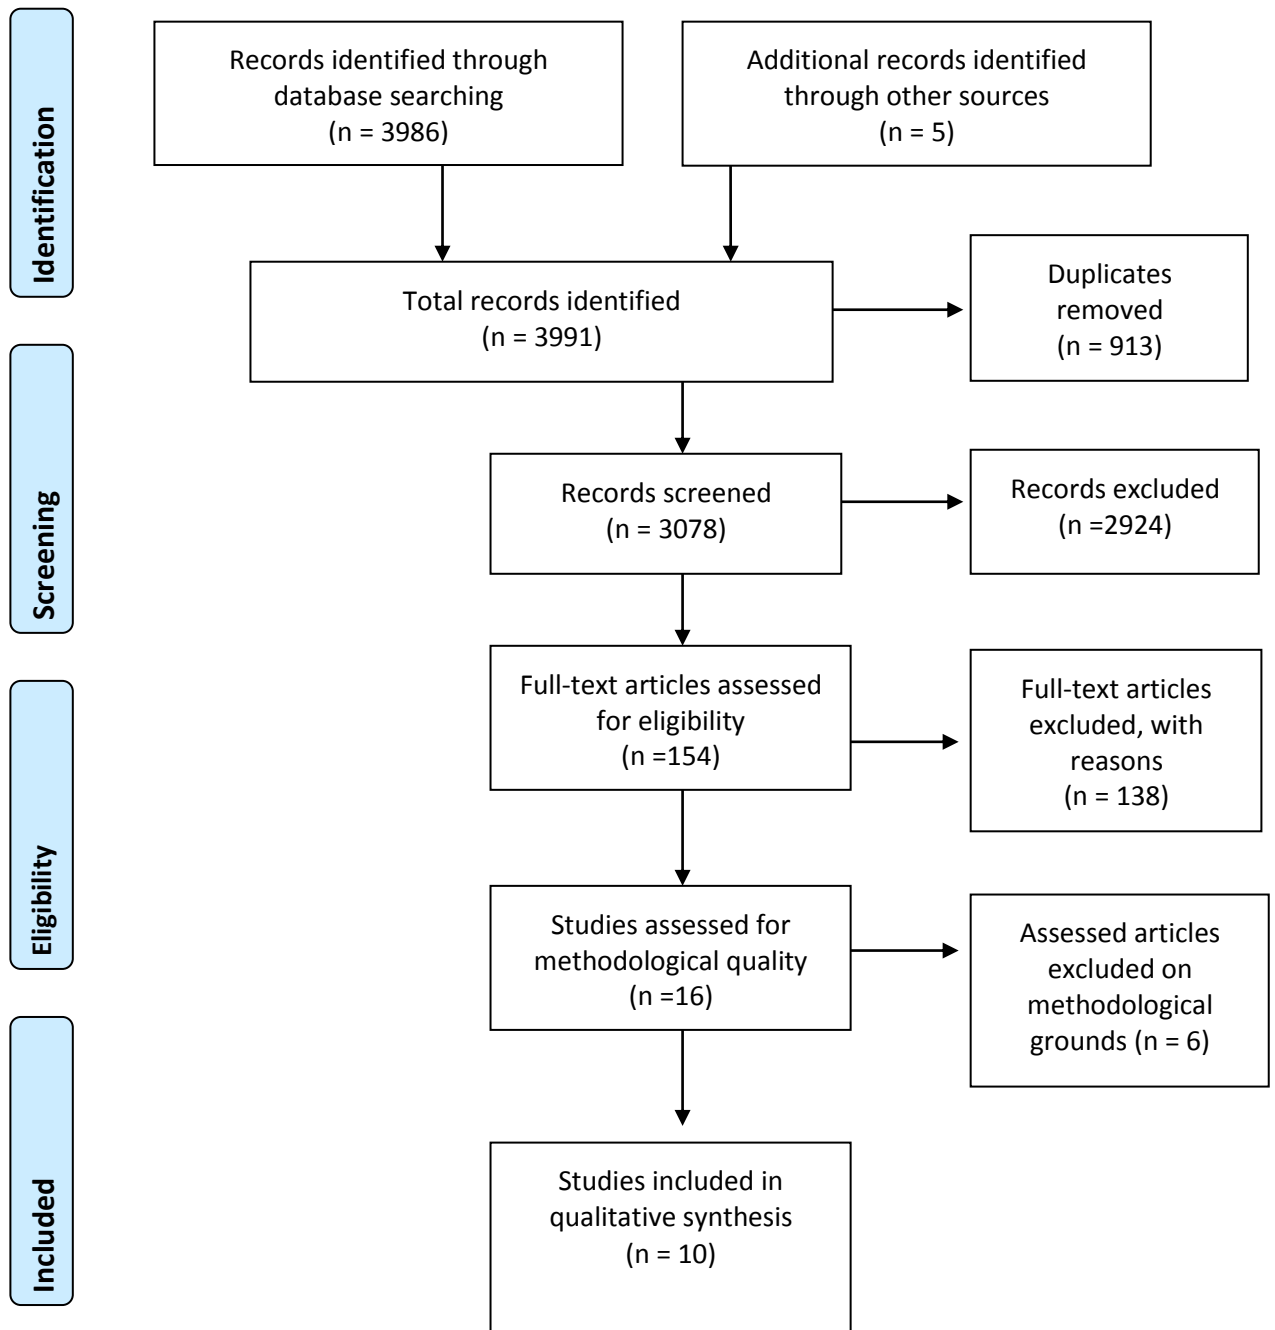 Identification
Records identified through
database searching
(n = 3986)
Additional records identified
through other sources
(n = 5)
Total records identified
(n = 3991)
Duplicates
removed
(n = 913)
Screening
Records screened
(n = 3078)
Records excluded
(n =2924)
Eligibility
Full-text articles assessed
for eligibility
(n =154)
Full-text articles
excluded, with
reasons
(n = 138)
Studies assessed for
methodological quality
(n =16)
Assessed articles
excluded on
methodological
grounds (n = 6)
Included
Studies included in
qualitative synthesis
(n = 10)